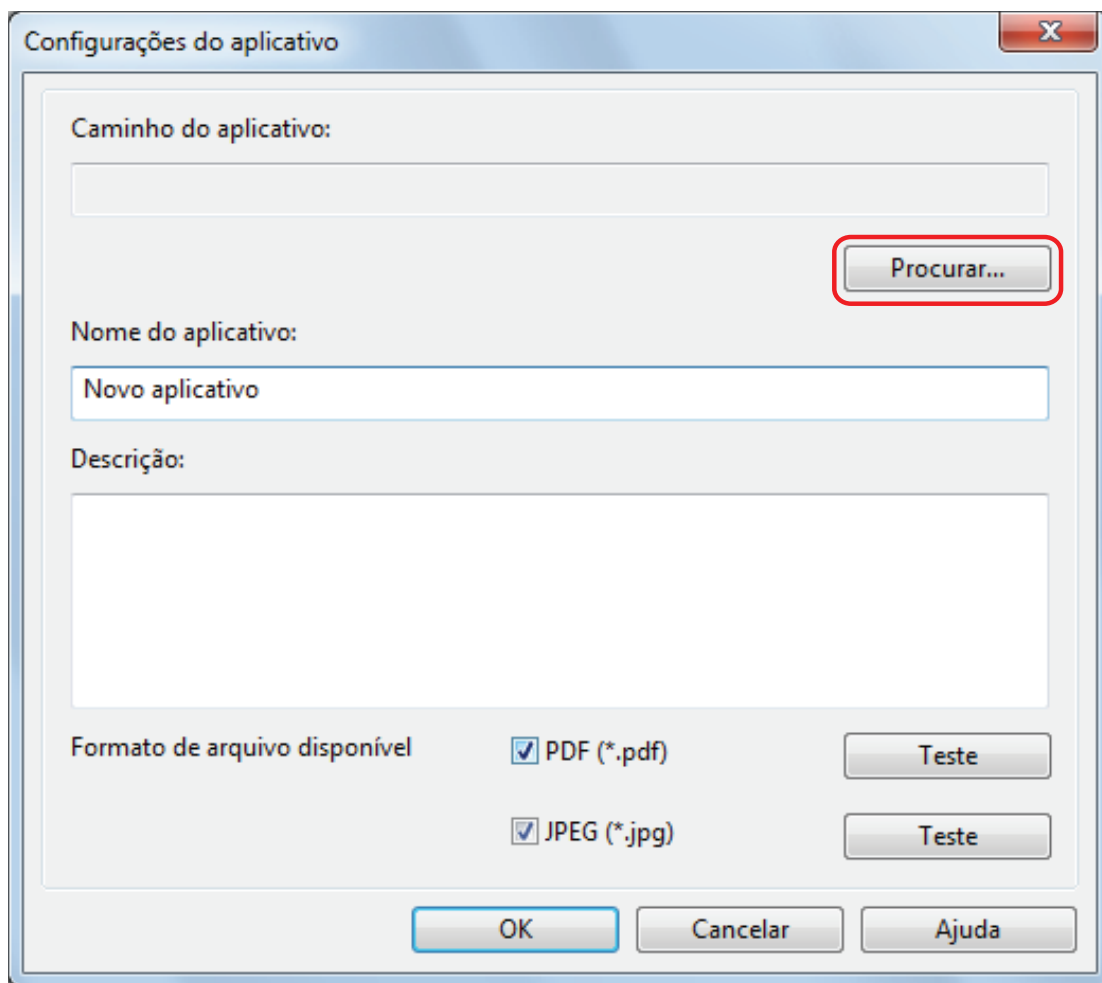 Configurações do aplicativo
Caminho do aplicativo:
Procurar...
Nome do aplicativo:
Novo aplicativo
Descrição:
Formato de arquivo disponível
PDF (*.pdf)
Teste
JPEG (*.jpg)
Teste
OK
Cancelar
Ajuda